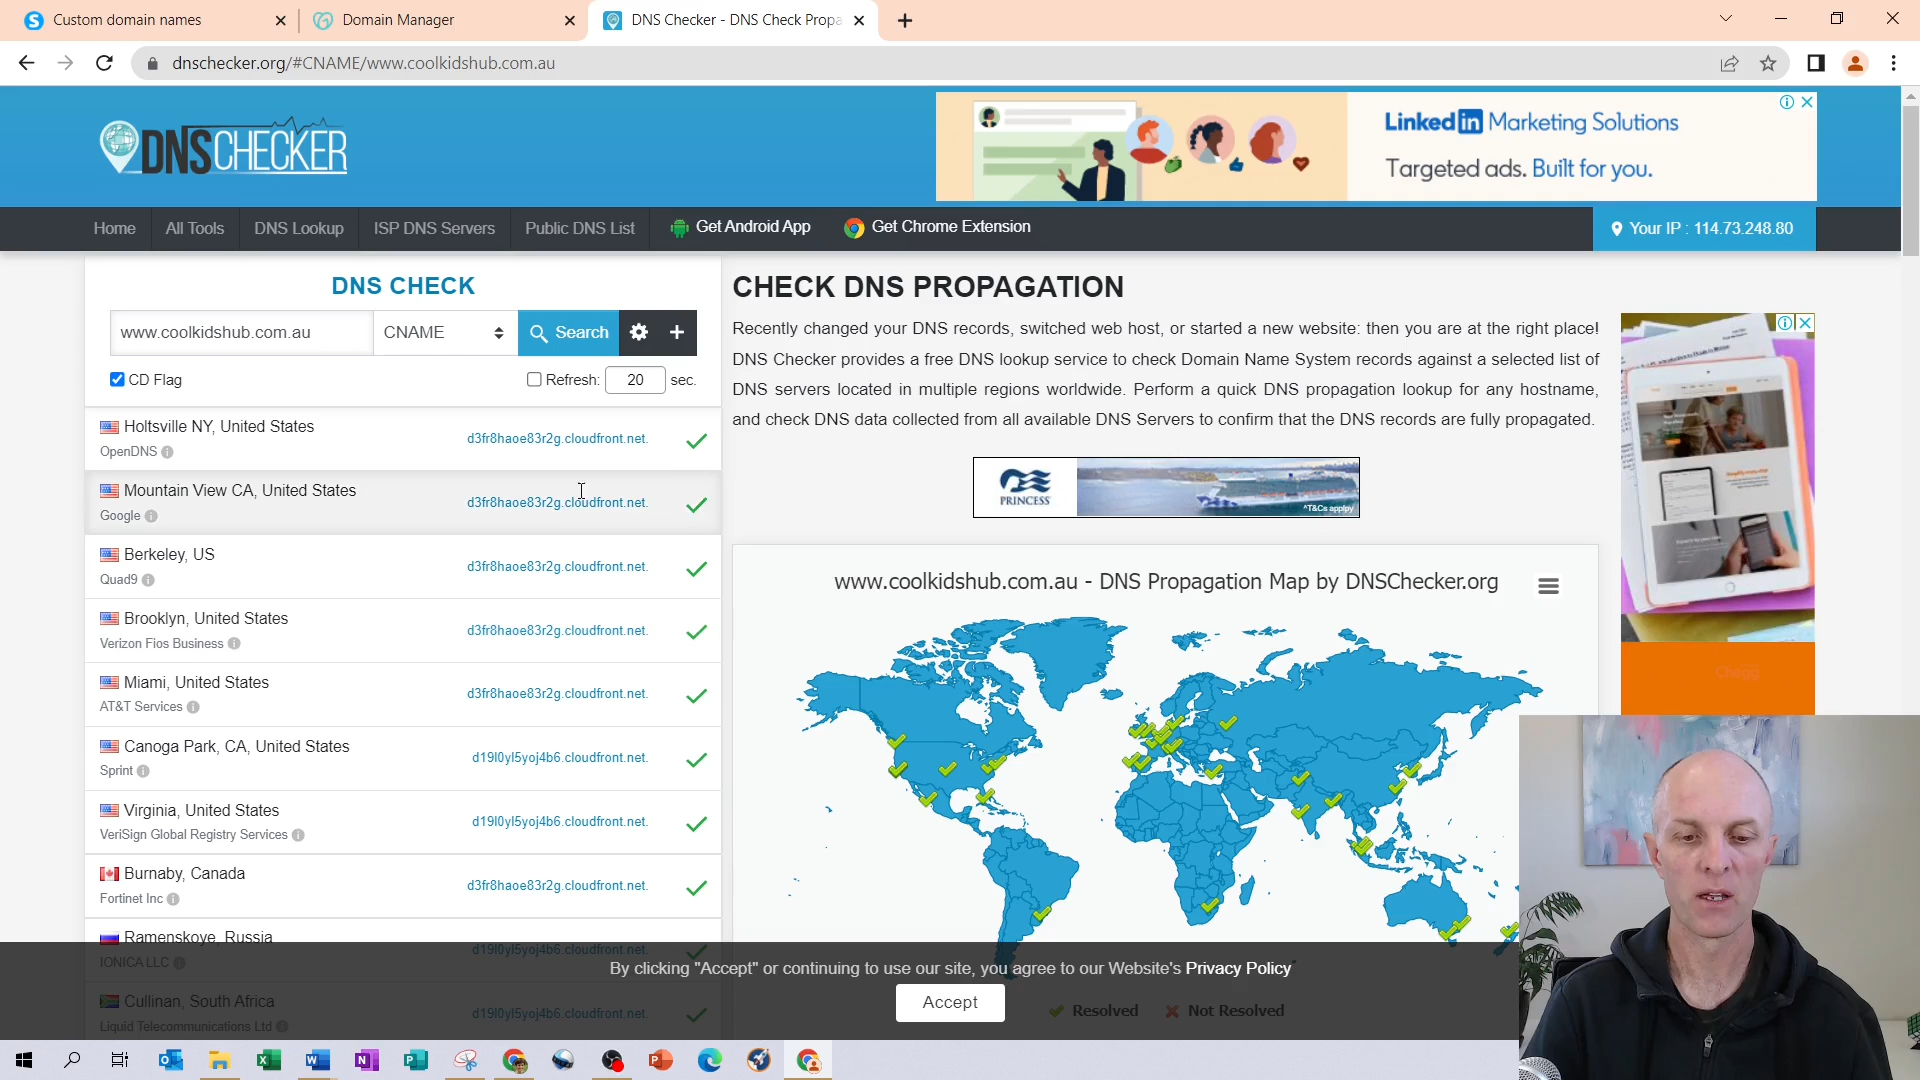 Custom domain names
Domain Manager
DNS Checker - DNS Check Propa
dnschecker.org/#CNAME/www.coolkidshub.com.au
DNSCHECKER
LinkedIn Marketing Solutions
Targeted ads. Built for you.
Home
All Tools
DNS Lookup
ISP DNS Servers
Public DNS List
Get Android App
Get Chrome Extension
Your IP : 114.73.248.80
DNS CHECK
www.coolkidshub.com.au
CNAME
Search
CD Flag
Refresh: 20 sec.
Holtsville NY, United States
OpenDNS
d3fr8haoe83r2g.cloudfront.net.
Mountain View CA, United States
Google
d3fr8haoe83r2g.cloudfront.net.
Berkeley, US
Quad9
d3fr8haoe83r2g.cloudfront.net.
Brooklyn, United States
Verizon Fios Business
d3fr8haoe83r2g.cloudfront.net.
Miami, United States
AT&T Services
d3fr8haoe83r2g.cloudfront.net.
Canoga Park, CA, United States
Sprint
d19l0yl5yoj4b6.cloudfront.net.
Virginia, United States
VeriSign Global Registry Services
d19l0yl5yoj4b6.cloudfront.net.
Burnaby, Canada
Fortinet Inc
d3fr8haoe83r2g.cloudfront.net.
Ramenskoye, Russia
IONICA LLC
d19l0yl5yoj4b6.cloudfront.net.
Cullinan, South Africa
Liquid Telecommunications Ltd
d19l0yl5yoj4b6.cloudfront.net.
CHECK DNS PROPAGATION
Recently changed your DNS records, switched web host, or started a new website: then you are at the right place!
DNS Checker provides a free DNS lookup service to check Domain Name System records against a selected list of
DNS servers located in multiple regions worldwide. Perform a quick DNS propagation lookup for any hostname,
and check DNS data collected from all available DNS Servers to confirm that the DNS records are fully propagated.
PRINCESS
^T&Cs applpy
www.coolkidshub.com.au - DNS Propagation Map by DNSChecker.org
Chegg
By clicking "Accept" or continuing to use our site, you agree to our Website's Privacy Policy
Accept
Resolved
Not Resolved